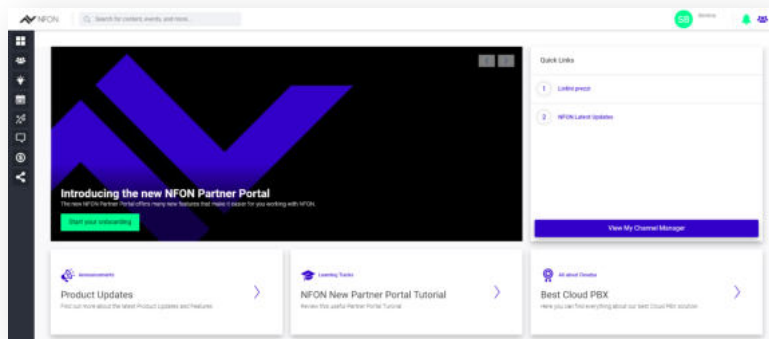 NFON
Search for content, events, and more...
SB
Quick Links
1 Listini prezzi
2 NFON Latest Updates
Introducing the new NFON Partner Portal
The new NFON Partner Portal offers many new features that make it easier for you working with NFON.
Start your onboarding
View My Channel Manager
Announcements
Product Updates
Find out more about the latest Product Updates and Features
Learning Tracks
NFON New Partner Portal Tutorial
Review this useful Partner Portal Tutorial
All about Cloudya
Best Cloud PBX
Here you can find everything about our best Cloud PBX solution